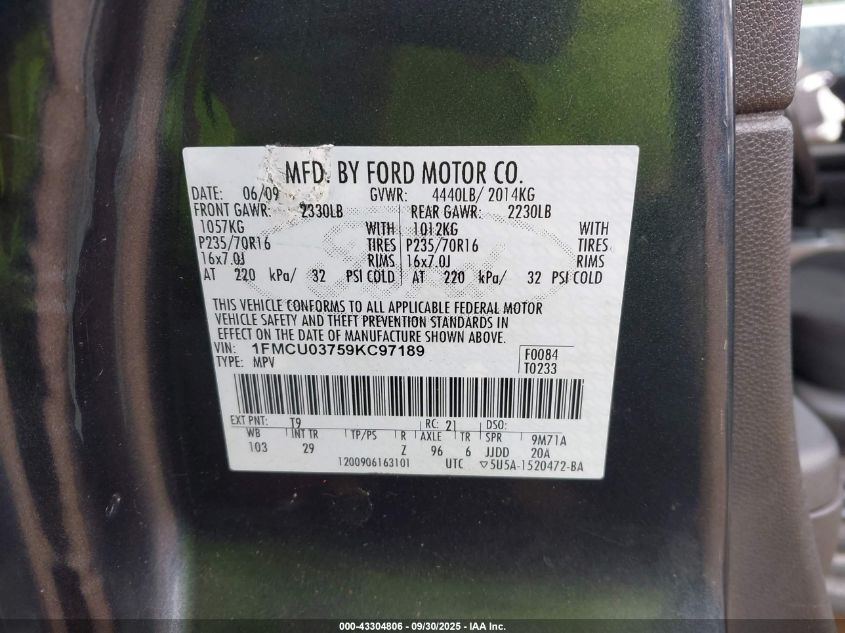 MFD. BY FORD MOTOR CO.
DATE: 06/09 GVWR: 4440LB/ 2014KG
FRONT GAWR: 2330LB REAR GAWR: 2230LB
1057KG WITH 1012KG WITH
P235/70R16 TIRES P235/70R16 TIRES
16x7.0J RIMS 16x7.0J RIMS
AT 220 kPa/ 32 PSI COLD AT 220 kPa/ 32 PSI COLD
THIS VEHICLE CONFORMS TO ALL APPLICABLE FEDERAL MOTOR
VEHICLE SAFETY AND THEFT PREVENTION STANDARDS IN
EFFECT ON THE DATE OF MANUFACTURE SHOWN ABOVE.
VIN: 1FMCU03759KC97189 F0084
TYPE: MPV T0233
EXT PNT: T9 RC: 21 DSO:
WB INT TR TP/PS R AXLE TR SPR 9M71A
103 29 Z 96 6 JJDD 20A
1200906163101 UTC ▽5U5A-1520472-BA
000-43304806 - 09/30/2025 - IAA Inc.